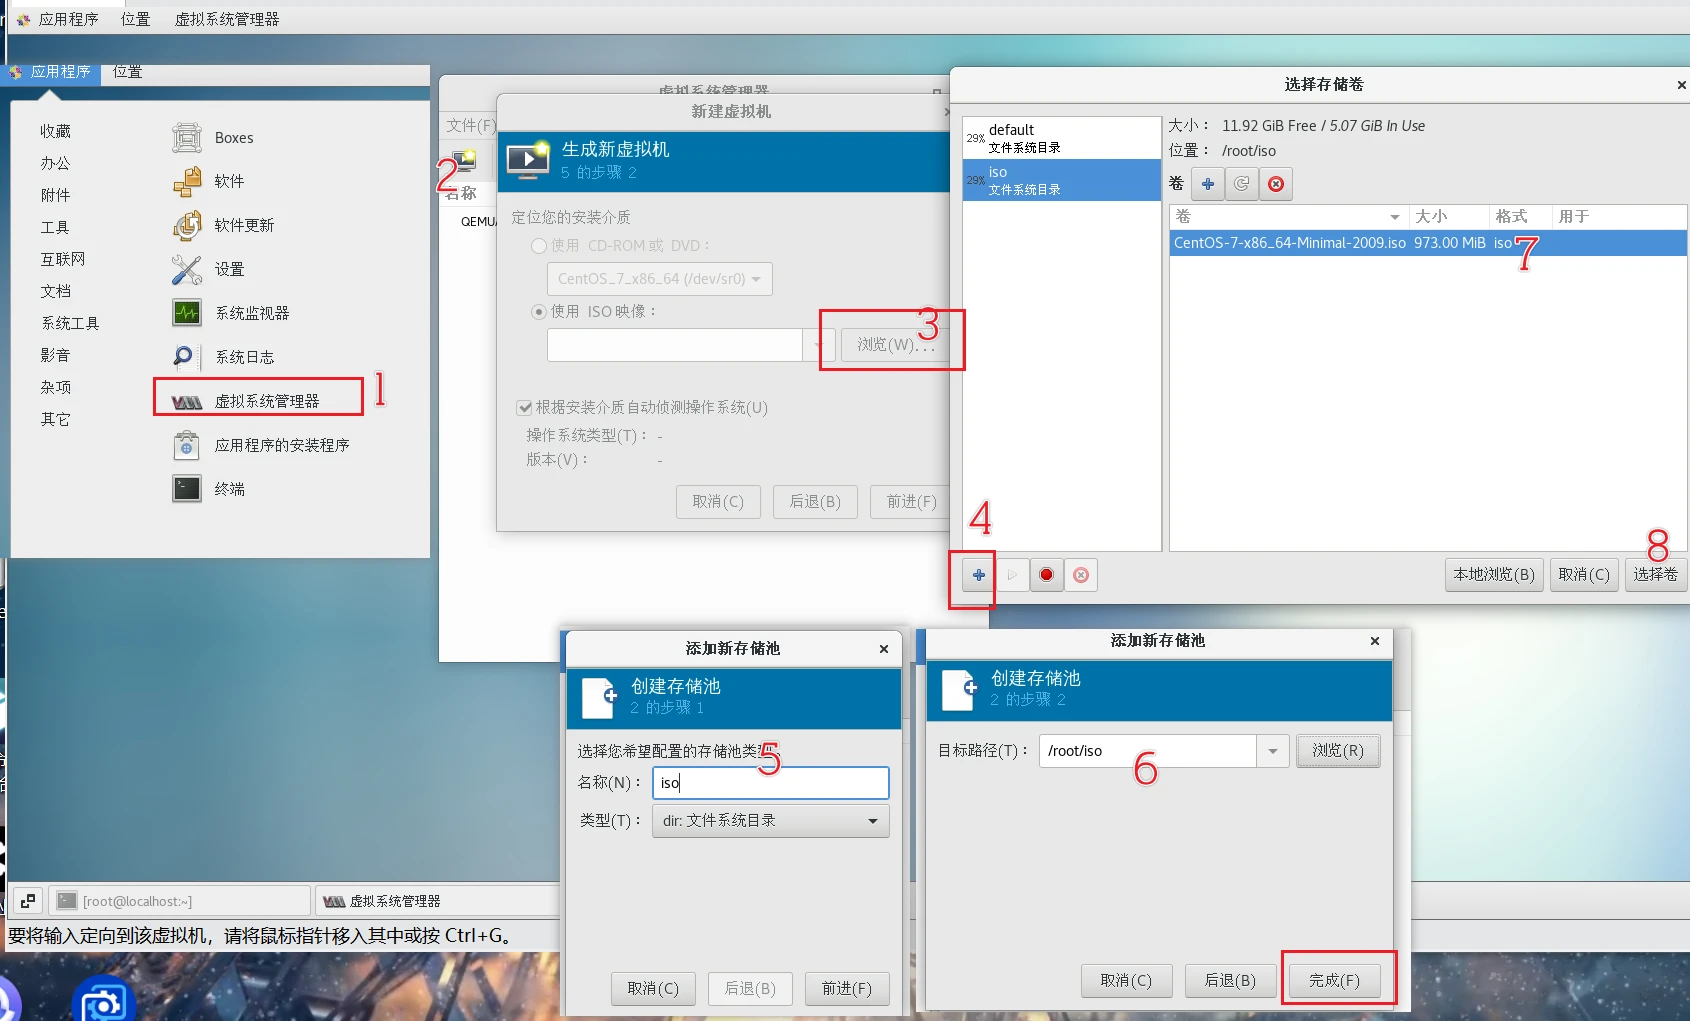 应用程序 位置 虚拟系统管理器
应用程序 位置
收藏
办公
附件
工具
互联网
文档
系统工具
影音
杂项
其它
Boxes
软件
软件更新
设置
系统监视器
系统日志
虚拟系统管理器
1
应用程序的安装程序
终端
虚拟系统管理器
文件(F)
2
名称
QEMU
新建虚拟机
生成新虚拟机
5 的步骤 2
定位您的安装介质
使用 CD-ROM 或 DVD：
CentOS_7_x86_64 (/dev/sr0)
使用 ISO 映像：
浏览(W)...
3
根据安装介质自动侦测操作系统(U)
操作系统类型(T)： -
版本(V)： -
取消(C) 后退(B) 前进(F)
选择存储卷
29% default
文件系统目录
29% iso
文件系统目录
大小： 11.92 GiB Free / 5.07 GiB In Use
位置： /root/iso
卷
卷 大小 格式 用于
CentOS-7-x86_64-Minimal-2009.iso 973.00 MiB iso
7
4
8
本地浏览(B) 取消(C) 选择卷
添加新存储池
创建存储池
2 的步骤 1
选择您希望配置的存储池类型。
5
名称(N)： iso
类型(T)： dir: 文件系统目录
取消(C) 后退(B) 前进(F)
添加新存储池
创建存储池
2 的步骤 2
目标路径(T)： /root/iso 浏览(R)
6
取消(C) 后退(B) 完成(F)
[root@localhost:~] 虚拟系统管理器
要将输入定向到该虚拟机，请将鼠标指针移入其中或按 Ctrl+G。